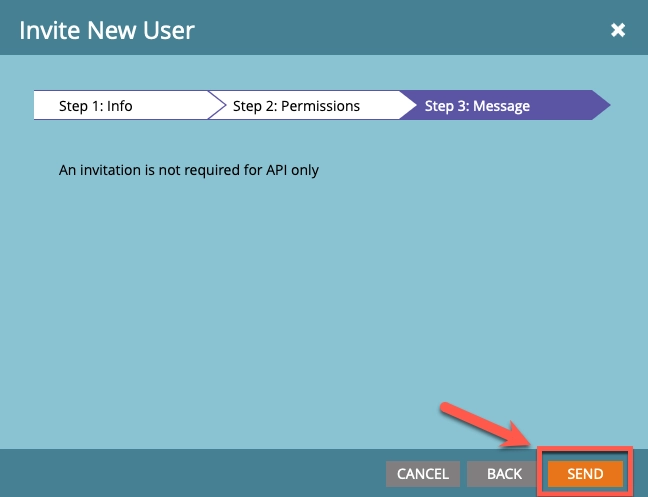 Invite New User
Step 1: Info
Step 2: Permissions
Step 3: Message
An invitation is not required for API only
CANCEL
BACK
SEND